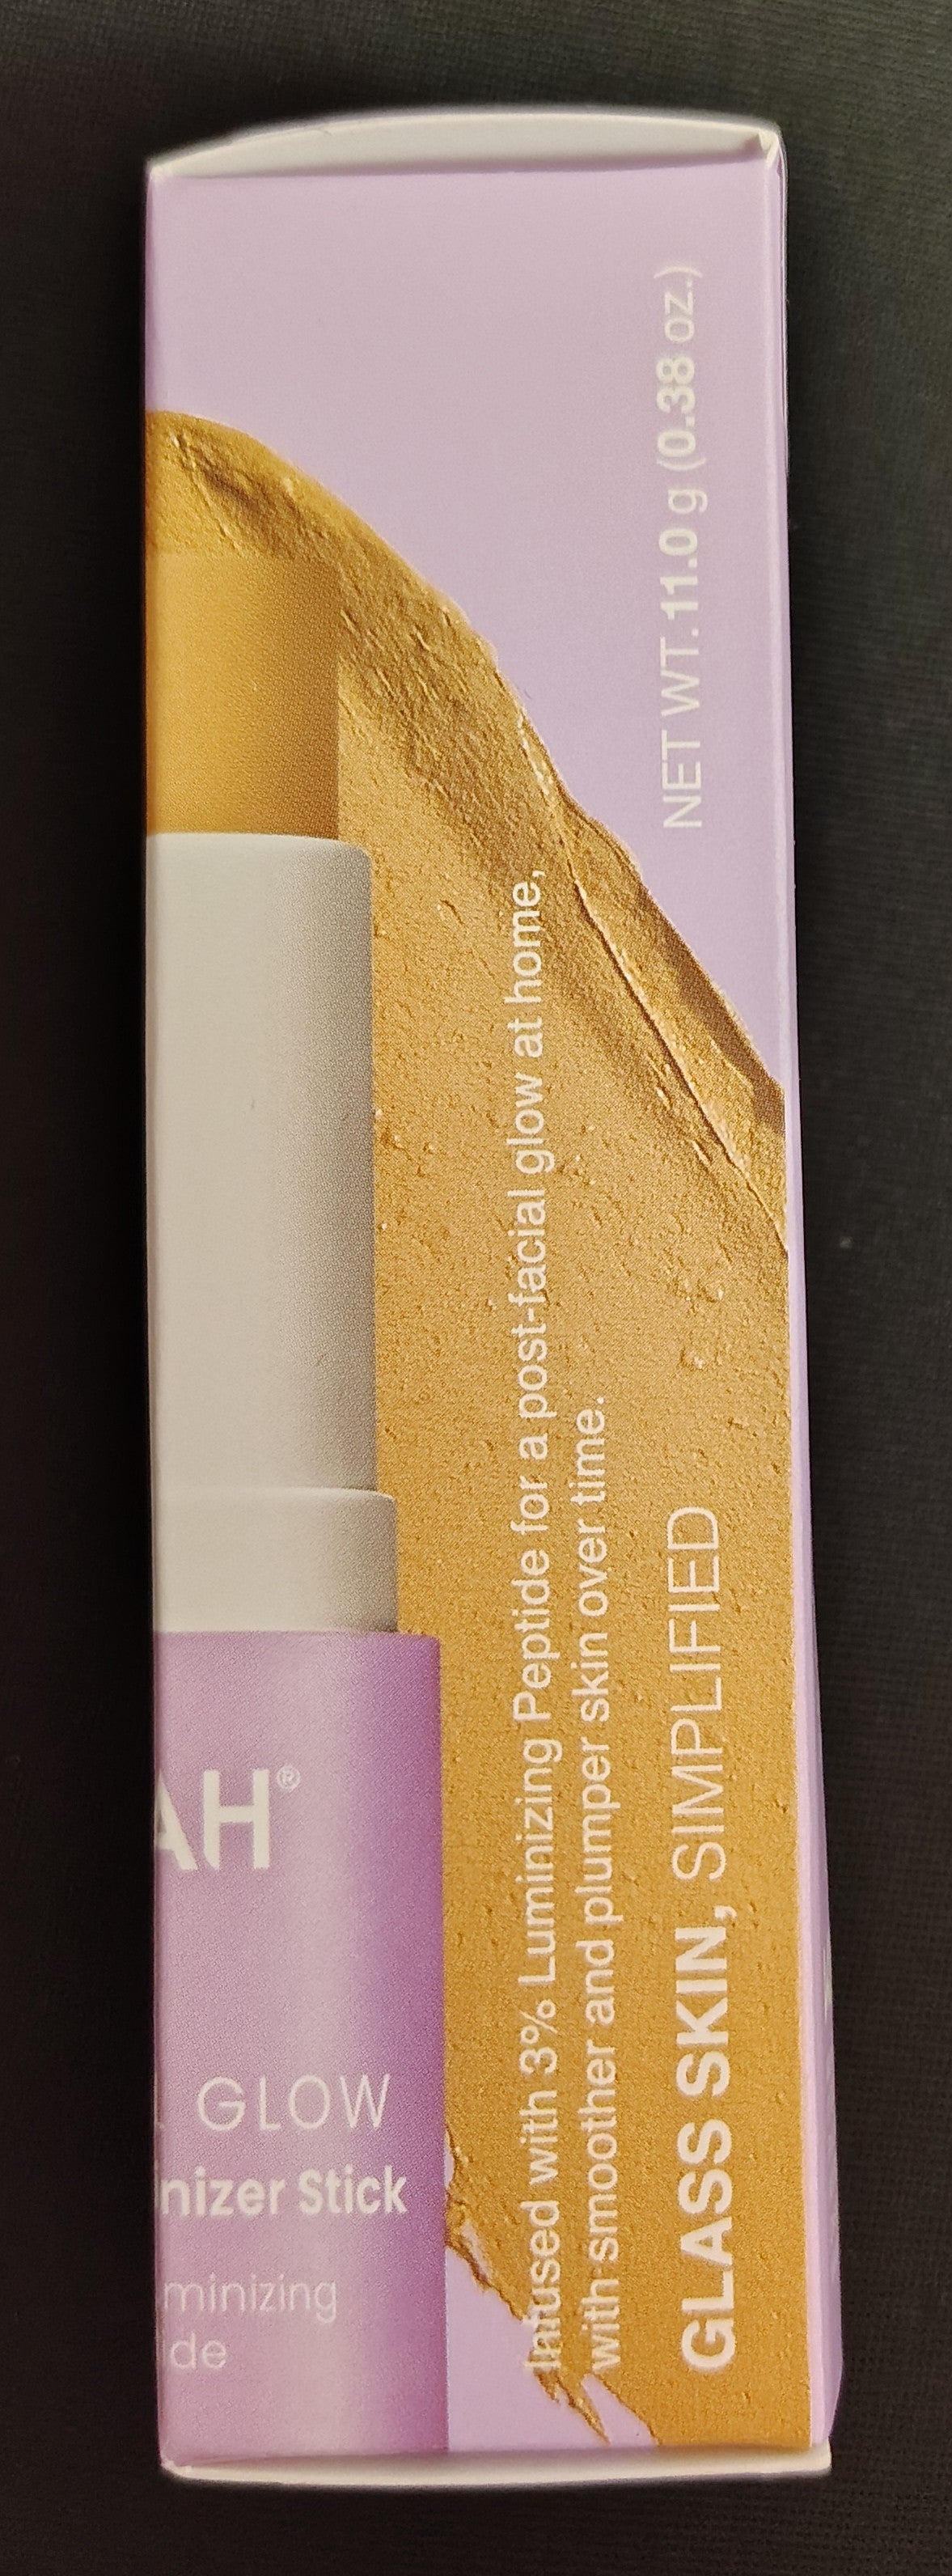 AH®
GLOW
nizer Stick
minizing
de
Infused with 3% Luminizing Peptide for a post-facial glow at home,
with smoother and plumper skin over time.
GLASS SKIN, SIMPLIFIED
NET WT. 11.0 g (0.38 oz.)